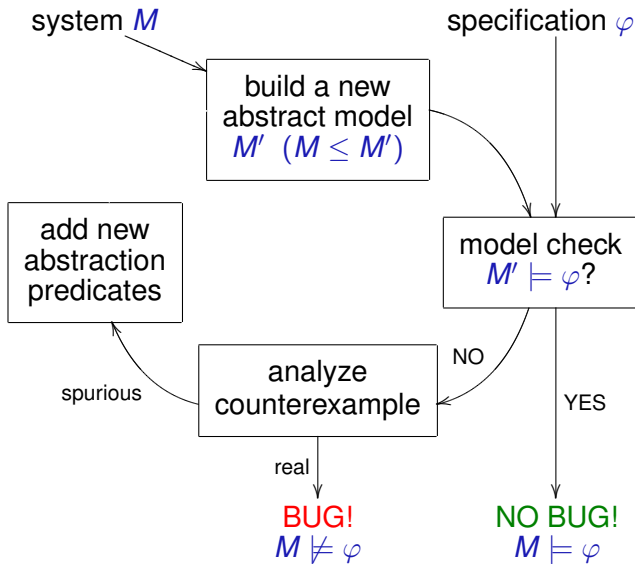 system M
specification φ
build a new
abstract model
M′ (M ≤ M′)
add new
abstraction
predicates
model check
M′ ⊨ φ?
NO
analyze
counterexample
spurious
YES
real
BUG!
M ⊭ φ
NO BUG!
M ⊨ φ